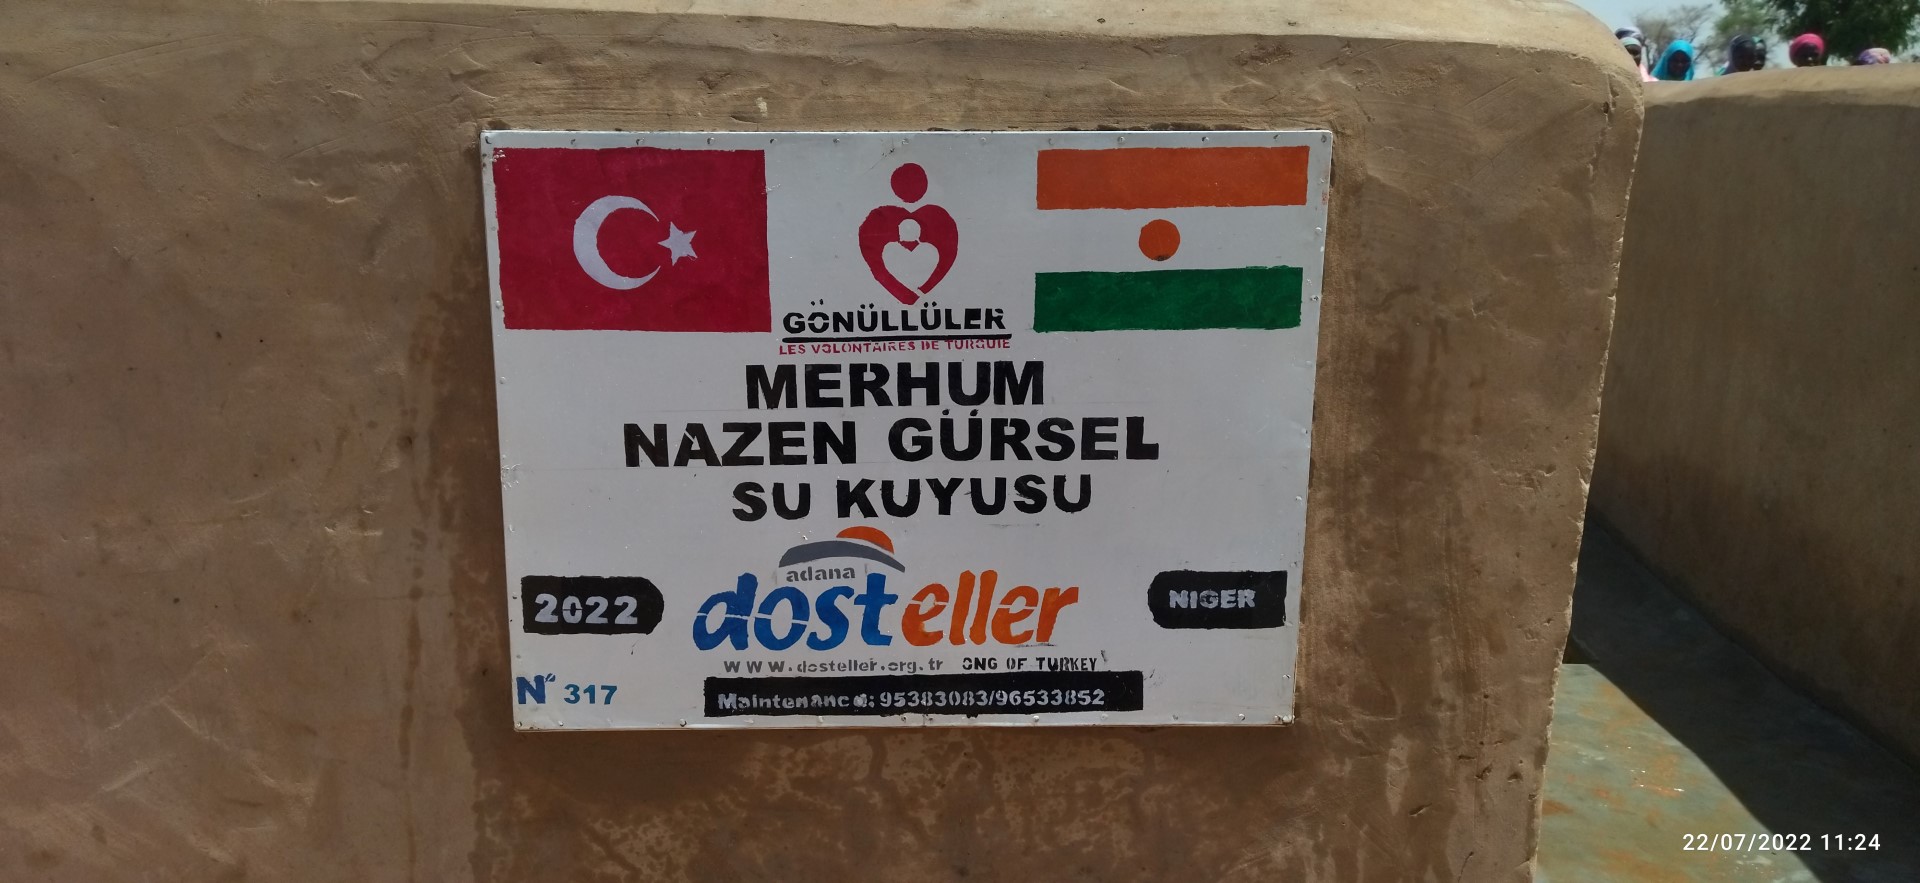 GÖNÜLLÜLER
LES VOLONTAIRES DE TURQUIE
MERHUM
NAZEN GÜRSEL
SU KUYUSU
adana
dosteller
2022
NIGER
www.dosteller.org.tr ONG OF TURKEY
N° 317
Maintenance: 95383083/96533852
22/07/2022 11:24